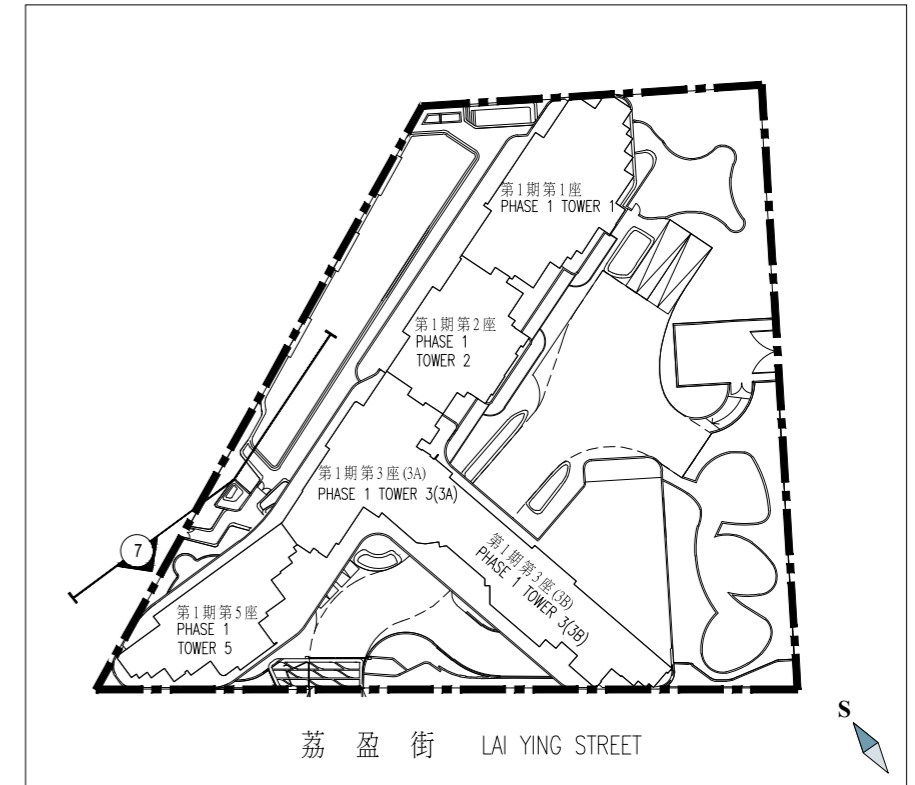 第1期第1座
PHASE 1 TOWER 1
第1期第2座
PHASE 1
TOWER 2
第1期第3座(3A)
PHASE 1 TOWER 3(3A)
第1期第3座(3B)
PHASE 1 TOWER 3(3B)
7
第1期第5座
PHASE 1
TOWER 5
荔 盈 街 LAI YING STREET
S